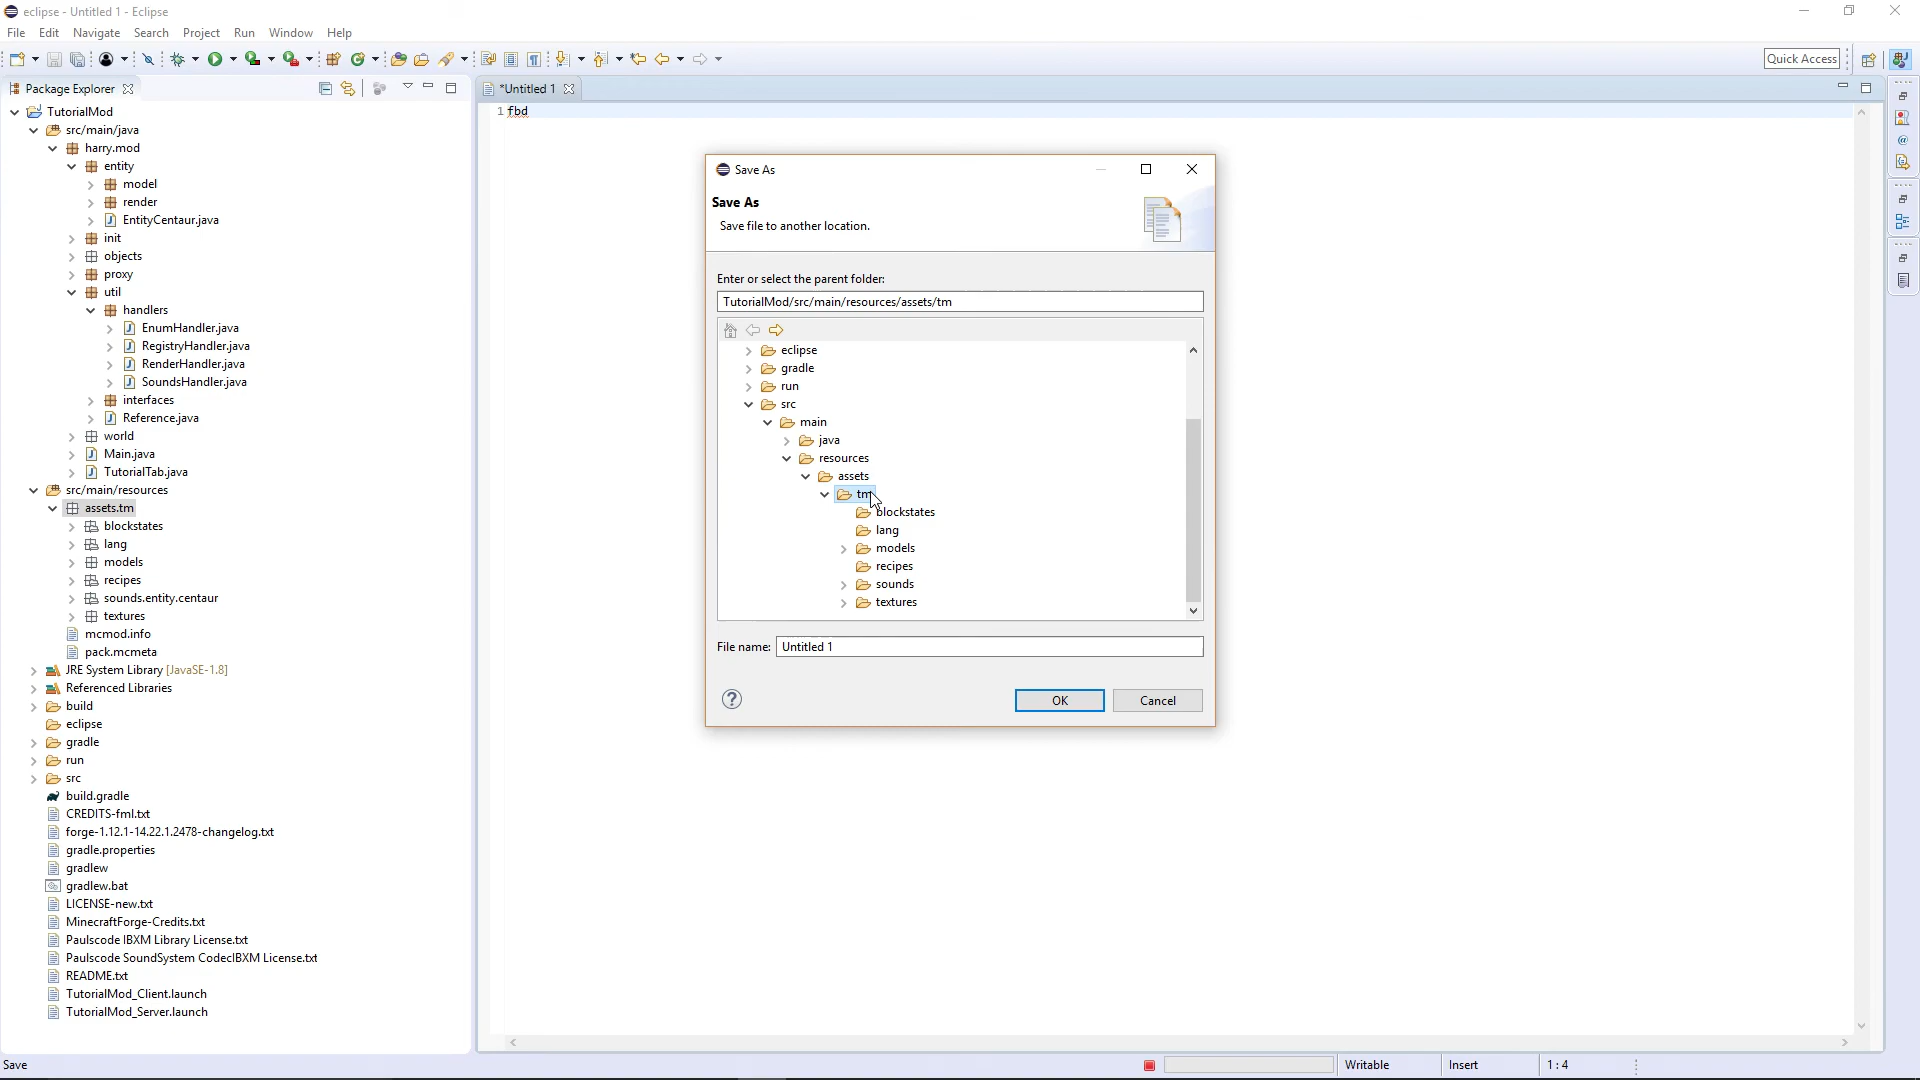 eclipse - Untitled 1 - Eclipse
File Edit Navigate Search Project Run Window Help
Quick Access
Package Explorer
*Untitled 1
TutorialMod
src/main/java
harry.mod
entity
model
render
EntityCentaur.java
init
objects
proxy
util
handlers
EnumHandler.java
RegistryHandler.java
RenderHandler.java
SoundsHandler.java
interfaces
Reference.java
world
Main.java
TutorialTab.java
src/main/resources
assets.tm
blockstates
lang
models
recipes
sounds.entity.centaur
textures
mcmod.info
pack.mcmeta
JRE System Library [JavaSE-1.8]
Referenced Libraries
build
eclipse
gradle
run
src
build.gradle
CREDITS-fml.txt
forge-1.12.1-14.22.1.2478-changelog.txt
gradle.properties
gradlew
gradlew.bat
LICENSE-new.txt
MinecraftForge-Credits.txt
Paulscode IBXM Library License.txt
Paulscode SoundSystem CodecIBXM License.txt
README.txt
TutorialMod_Client.launch
TutorialMod_Server.launch
1 fbd
Save As
Save As
Save file to another location.
Enter or select the parent folder:
TutorialMod/src/main/resources/assets/tm
eclipse
gradle
run
src
main
java
resources
assets
tm
blockstates
lang
models
recipes
sounds
textures
File name: Untitled 1
OK Cancel
Save
Writable Insert 1 : 4